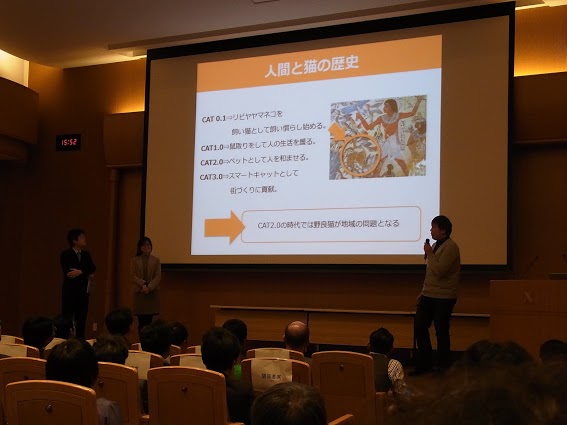 人間と猫の歴史
CAT 0.1⇒リビヤヤマネコを
飼い猫として飼い慣らし始める。
CAT1.0⇒鼠取りをして人の生活を護る。
CAT2.0⇒ペットとして人を和ませる。
CAT3.0⇒スマートキャットとして
街づくりに貢献。
CAT2.0の時代では野良猫が地域の問題となる
15:52